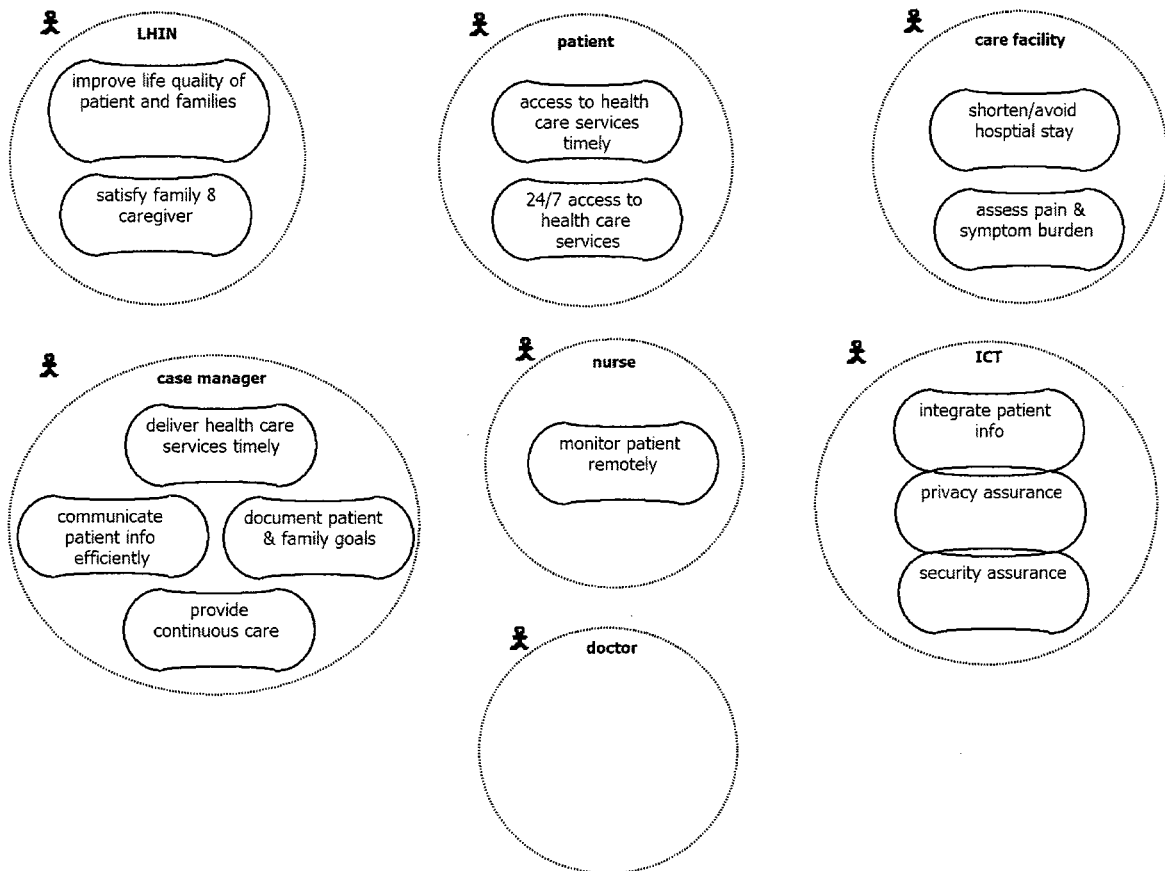 LHIN
improve life quality of
patient and families
satisfy family &
caregiver
patient
access to health
care services
timely
24/7 access to
health care
services
care facility
shorten/avoid
hosptial stay
assess pain &
symptom burden
case manager
deliver health care
services timely
communicate
patient info
efficiently
document patient
& family goals
provide
continuous care
nurse
monitor patient
remotely
ICT
integrate patient
info
privacy assurance
security assurance
doctor